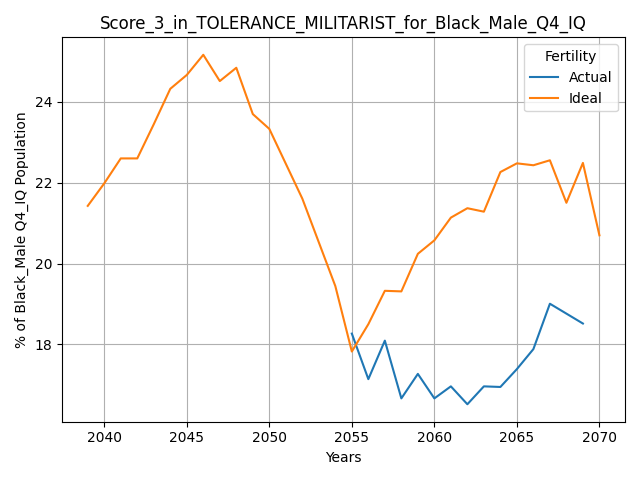 Score_3_in_TOLERANCE_MILITARIST_for_Black_Male_Q4_IQ
Fertility
Actual
Ideal
% of Black_Male Q4_IQ Population
24
22
20
18
2040 2045 2050 2055 2060 2065 2070
Years